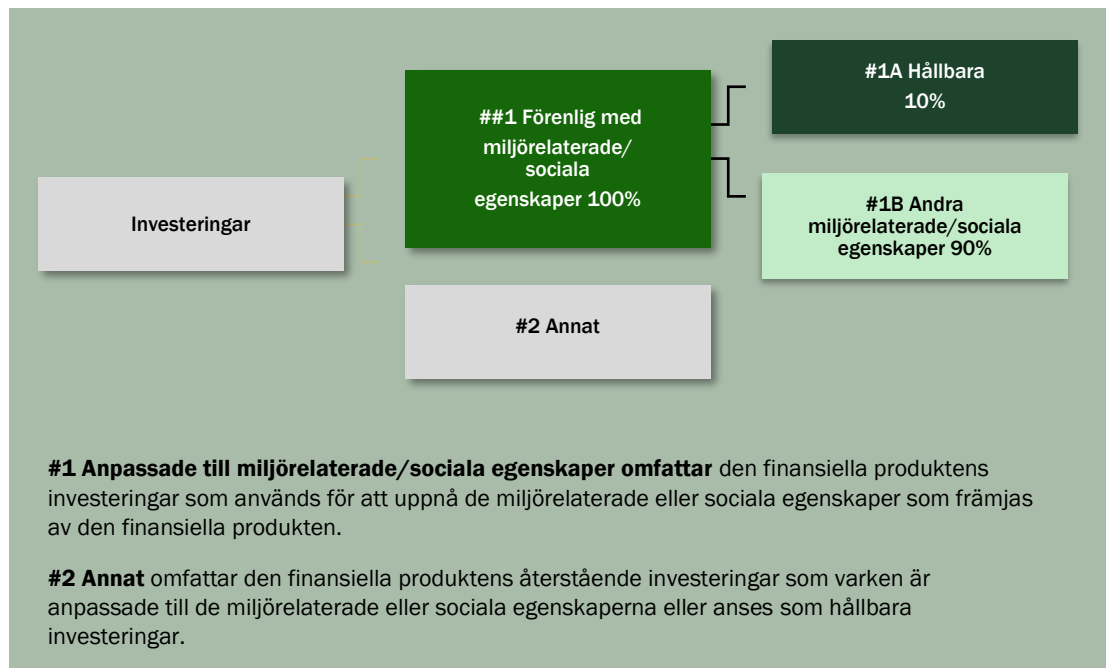 #1A Hållbara
10%
##1 Förenlig med
miljörelaterade/
sociala
egenskaper 100%
Investeringar
#1B Andra
miljörelaterade/sociala
egenskaper 90%
#2 Annat
#1 Anpassade till miljörelaterade/sociala egenskaper omfattar den finansiella produktens
investeringar som används för att uppnå de miljörelaterade eller sociala egenskaper som främjas
av den finansiella produkten.
#2 Annat omfattar den finansiella produktens återstående investeringar som varken är
anpassade till de miljörelaterade eller sociala egenskaperna eller anses som hållbara
investeringar.